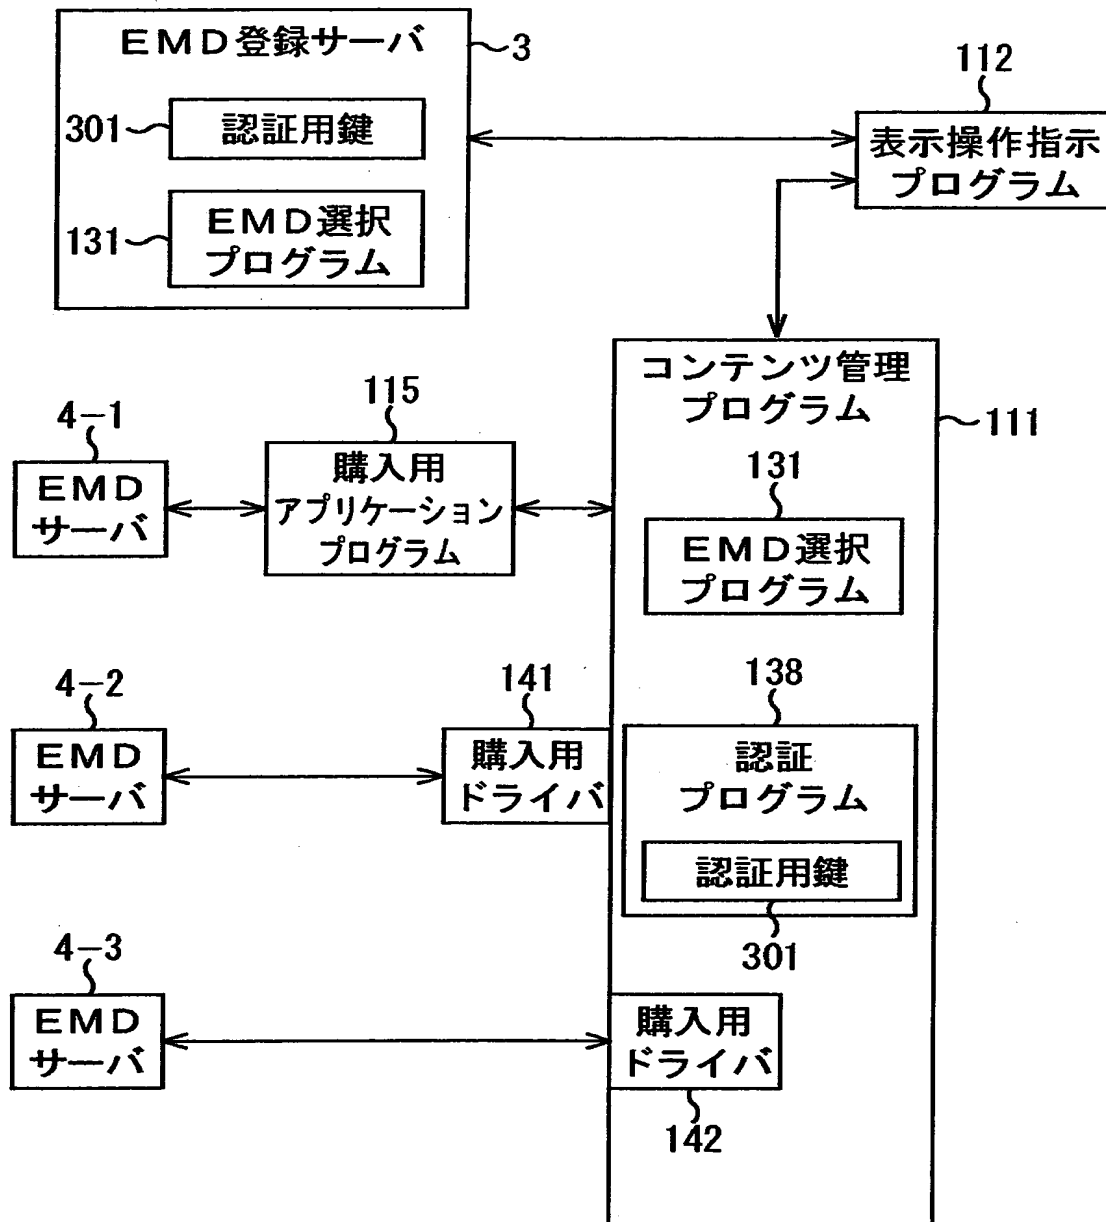 EMD登録サーバ
3
301
認証用鍵
131
EMD選択
プログラム
112
表示操作指示
プログラム
コンテンツ管理
プログラム
111
4-1
EMD
サーバ
115
購入用
アプリケーション
プログラム
131
EMD選択
プログラム
4-2
EMD
サーバ
141
購入用
ドライバ
138
認証
プログラム
認証用鍵
301
4-3
EMD
サーバ
購入用
ドライバ
142